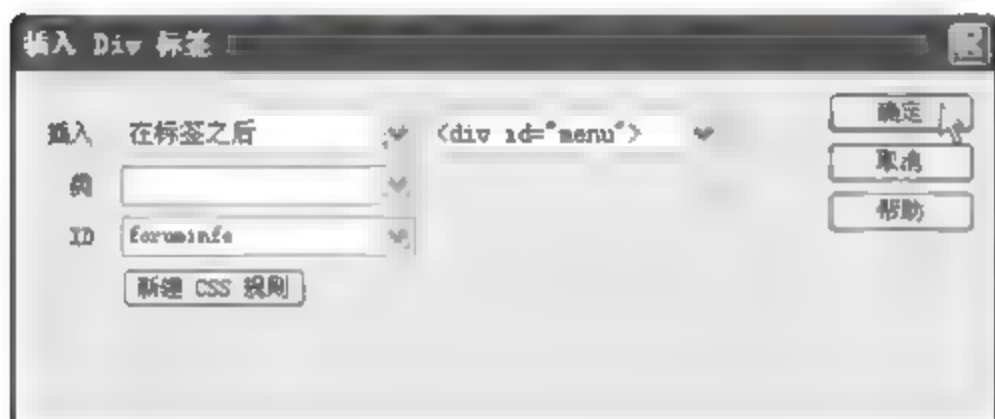 插入 Div 标签
插入 在标签之后 <div id="menu"> 确定
类 取消
ID foruminfo 帮助
新建 CSS 规则